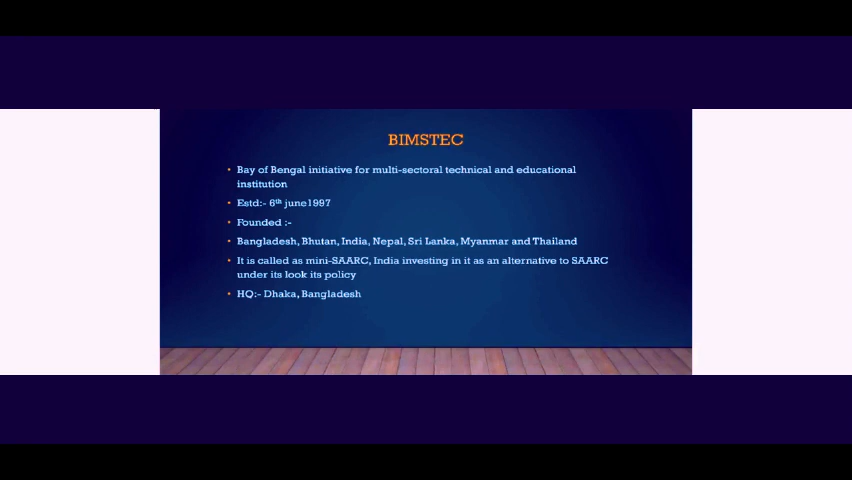 BIMSTEC
• Bay of Bengal initiative for multi-sectoral technical and educational
institution
• Estd:- 6th june1997
• Founded :-
• Bangladesh, Bhutan, India, Nepal, Sri Lanka, Myanmar and Thailand
• It is called as mini-SAARC, India investing in it as an alternative to SAARC
under its look its policy
• HQ:- Dhaka, Bangladesh